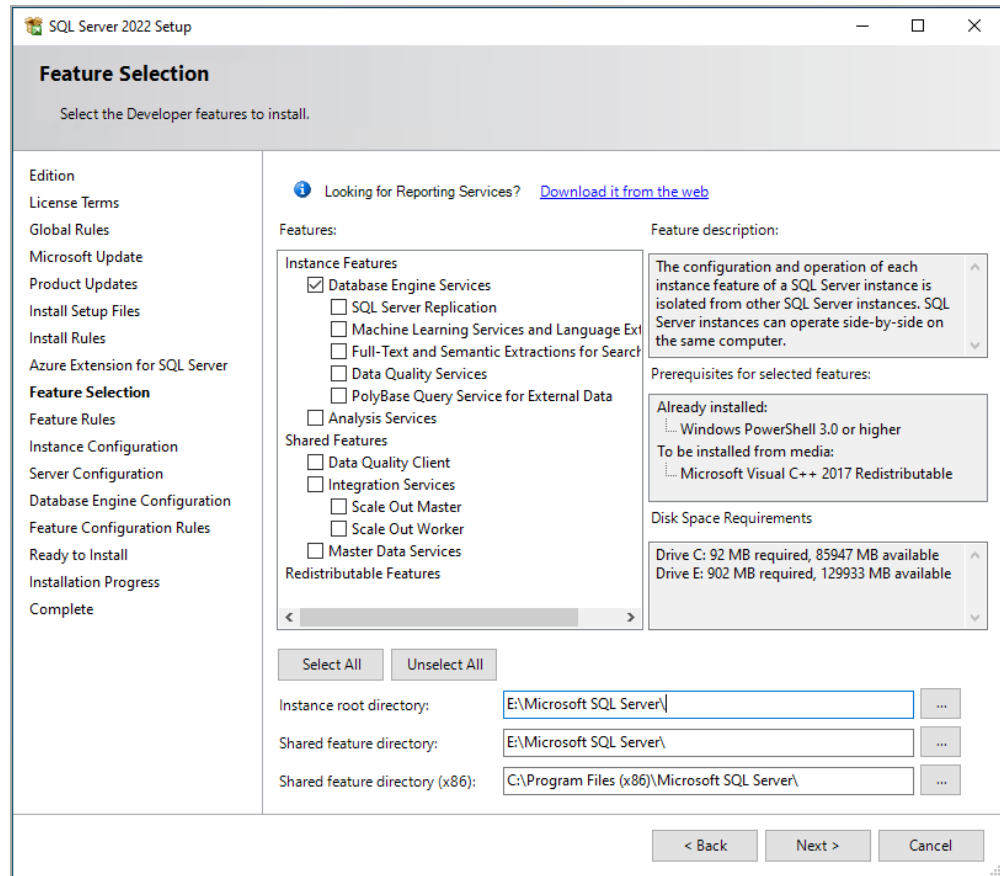 SQL Server 2022 Setup
Feature Selection
Select the Developer features to install.
Edition
License Terms
Global Rules
Microsoft Update
Product Updates
Install Setup Files
Install Rules
Azure Extension for SQL Server
Feature Selection
Feature Rules
Instance Configuration
Server Configuration
Database Engine Configuration
Feature Configuration Rules
Ready to Install
Installation Progress
Complete
Looking for Reporting Services? Download it from the web
Features:
Instance Features
Database Engine Services
SQL Server Replication
Machine Learning Services and Language Ext
Full-Text and Semantic Extractions for Search
Data Quality Services
PolyBase Query Service for External Data
Analysis Services
Shared Features
Data Quality Client
Integration Services
Scale Out Master
Scale Out Worker
Master Data Services
Redistributable Features
Feature description:
The configuration and operation of each
instance feature of a SQL Server instance is
isolated from other SQL Server instances. SQL
Server instances can operate side-by-side on
the same computer.
Prerequisites for selected features:
Already installed:
Windows PowerShell 3.0 or higher
To be installed from media:
Microsoft Visual C++ 2017 Redistributable
Disk Space Requirements
Drive C: 92 MB required, 85947 MB available
Drive E: 902 MB required, 129933 MB available
Select All Unselect All
Instance root directory: E:\Microsoft SQL Server\ ...
Shared feature directory: E:\Microsoft SQL Server\ ...
Shared feature directory (x86): C:\Program Files (x86)\Microsoft SQL Server\ ...
< Back Next > Cancel